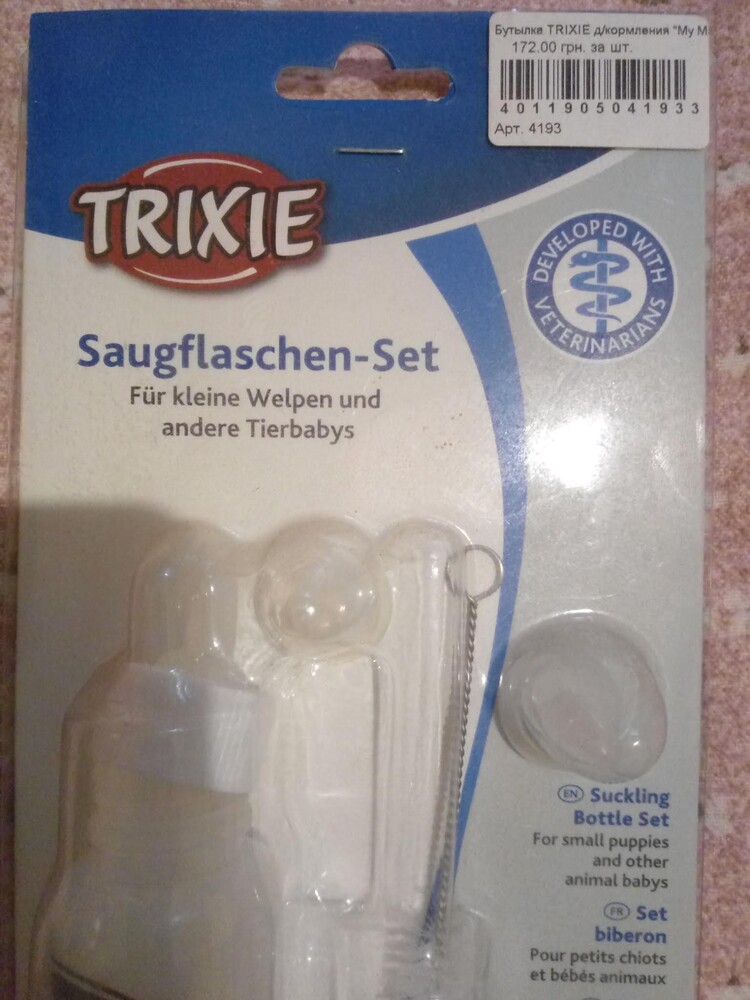 Бутылка TRIXIE д/кормления "My M
172.00 грн. за шт.
4011905041933
Арт. 4193
TRIXIE
DEVELOPED WITH VETERINARIANS
Saugflaschen-Set
Für kleine Welpen und
andere Tierbabys
EN Suckling
Bottle Set
For small puppies
and other
animal babys
FR Set
biberon
Pour petits chiots
et bébés animaux